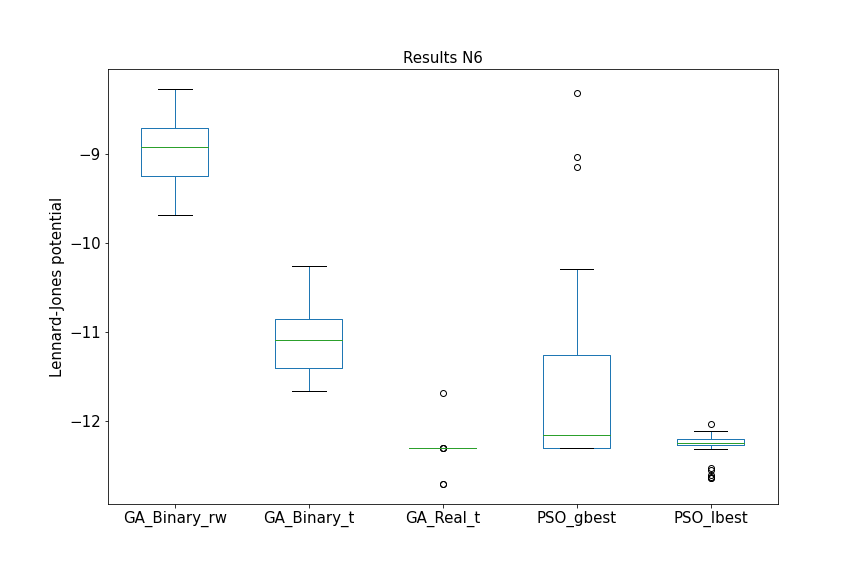 Results N6
Lennard-Jones potential
−9
−10
−11
−12
GA_Binary_rw
GA_Binary_t
GA_Real_t
PSO_gbest
PSO_lbest